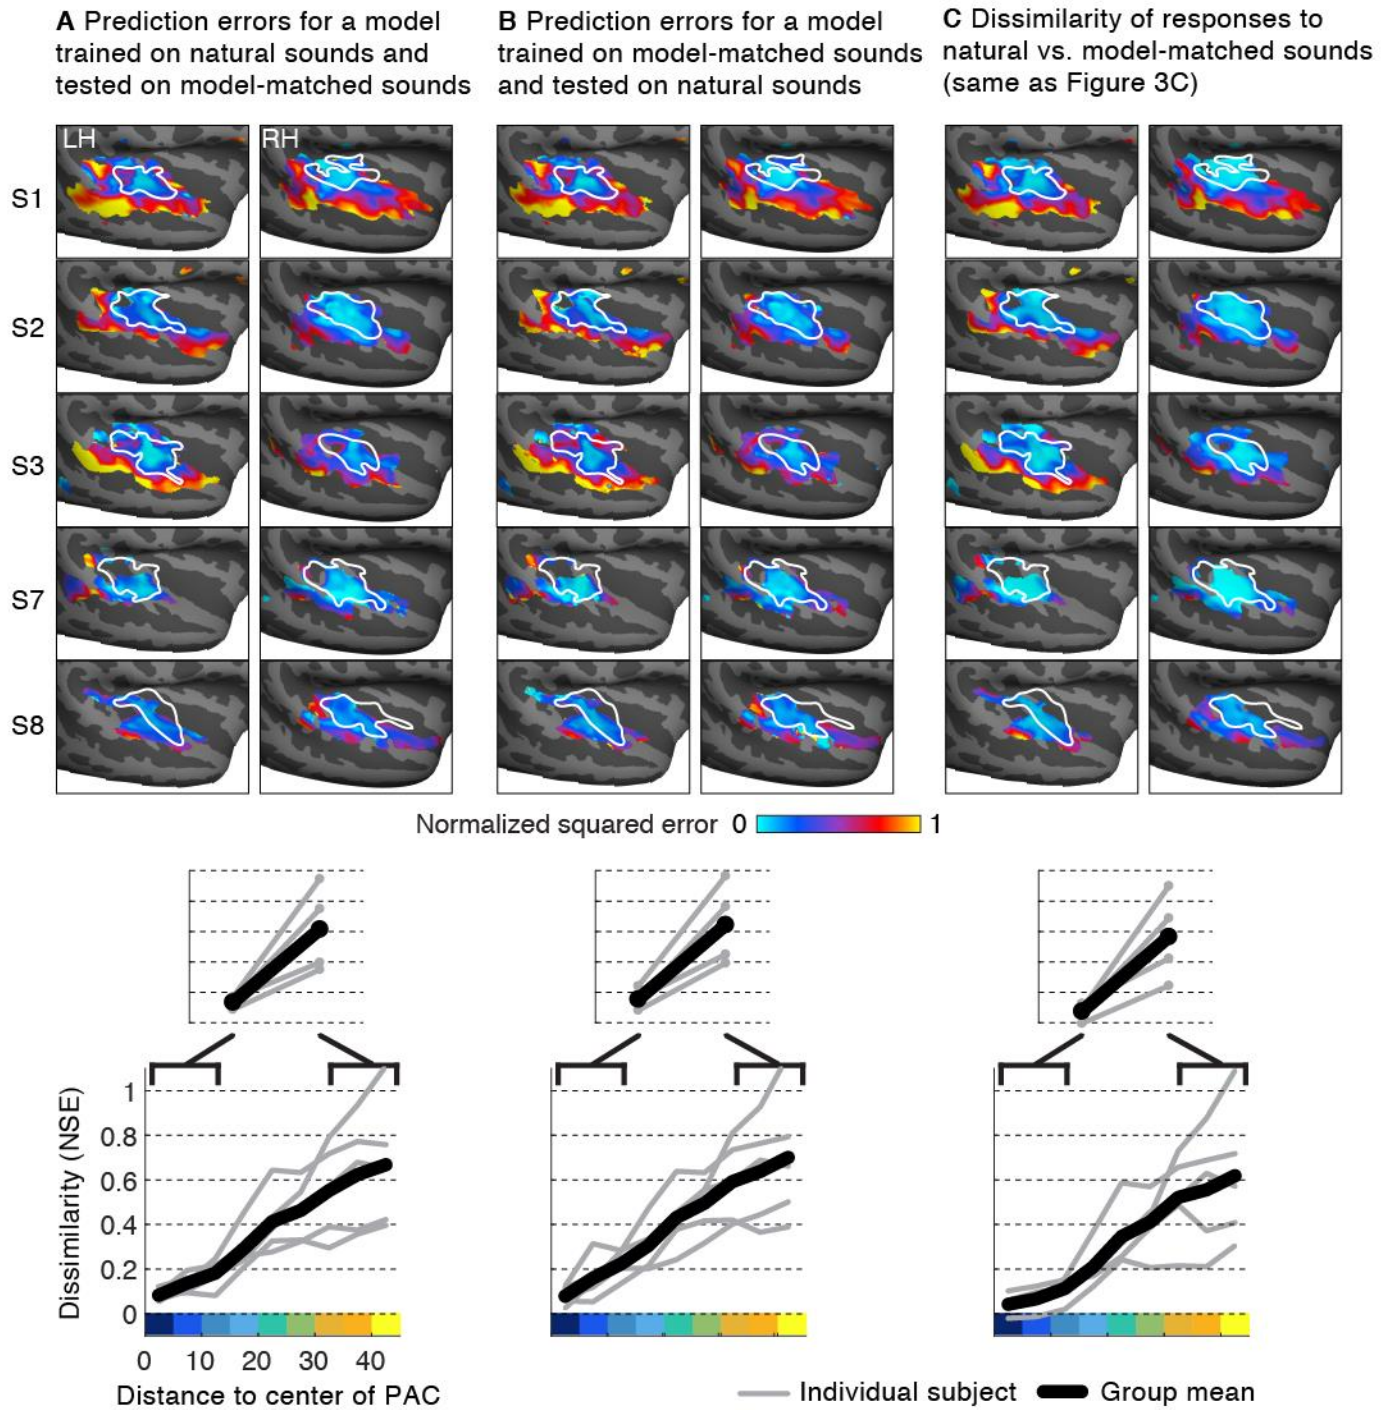 A Prediction errors for a model
trained on natural sounds and
tested on model-matched sounds
B Prediction errors for a model
trained on model-matched sounds
and tested on natural sounds
C Dissimilarity of responses to
natural vs. model-matched sounds
(same as Figure 3C)
LH
RH
S1
S2
S3
S7
S8
Normalized squared error 0 1
Dissimilarity (NSE)
1
0.8
0.6
0.4
0.2
0
0 10 20 30 40
Distance to center of PAC
Individual subject Group mean